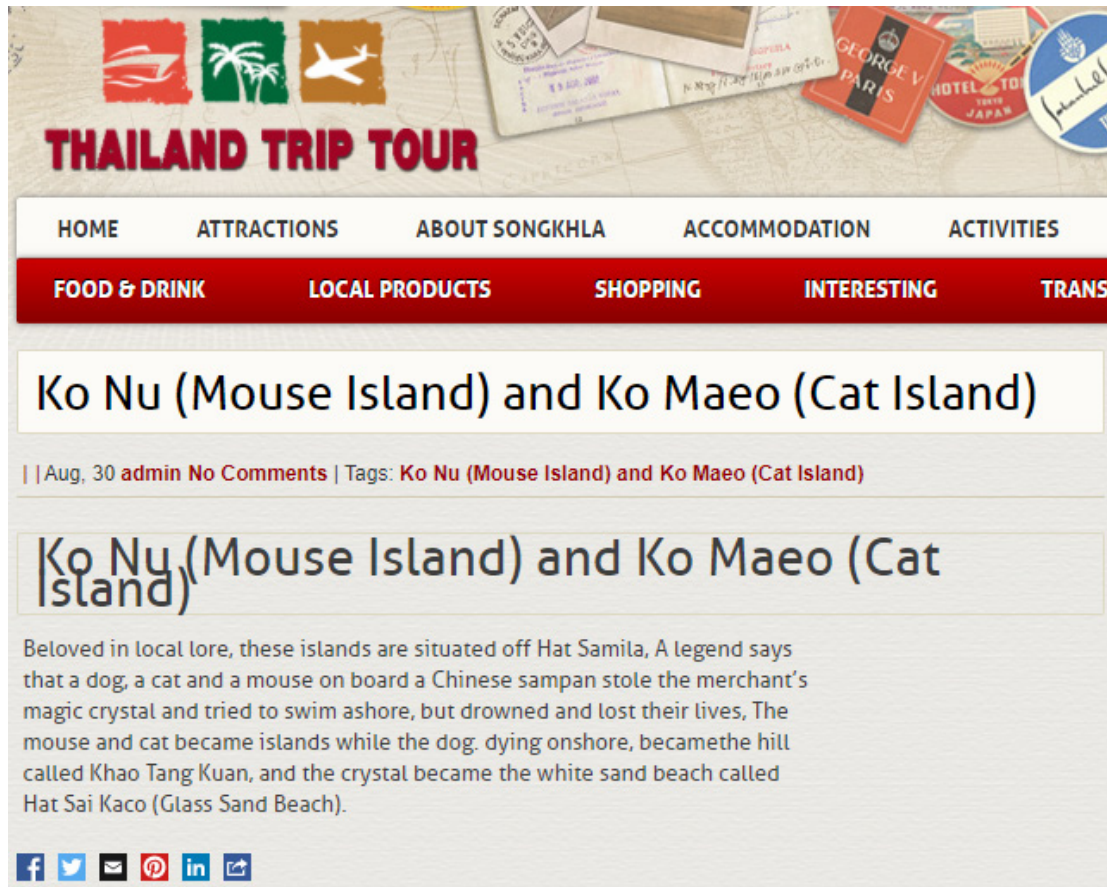 GEORGE V
PARIS
HOTEL
TOKYO
JAPAN
THAILAND TRIP TOUR
HOME ATTRACTIONS ABOUT SONGKHLA ACCOMMODATION ACTIVITIES
FOOD & DRINK LOCAL PRODUCTS SHOPPING INTERESTING TRANS
Ko Nu (Mouse Island) and Ko Maeo (Cat Island)
| | Aug, 30 admin No Comments | Tags: Ko Nu (Mouse Island) and Ko Maeo (Cat Island)
Ko Nu (Mouse Island) and Ko Maeo (Cat
Island)
Beloved in local lore, these islands are situated off Hat Samila, A legend says
that a dog, a cat and a mouse on board a Chinese sampan stole the merchant's
magic crystal and tried to swim ashore, but drowned and lost their lives, The
mouse and cat became islands while the dog. dying onshore, becamethe hill
called Khao Tang Kuan, and the crystal became the white sand beach called
Hat Sai Kaco (Glass Sand Beach).